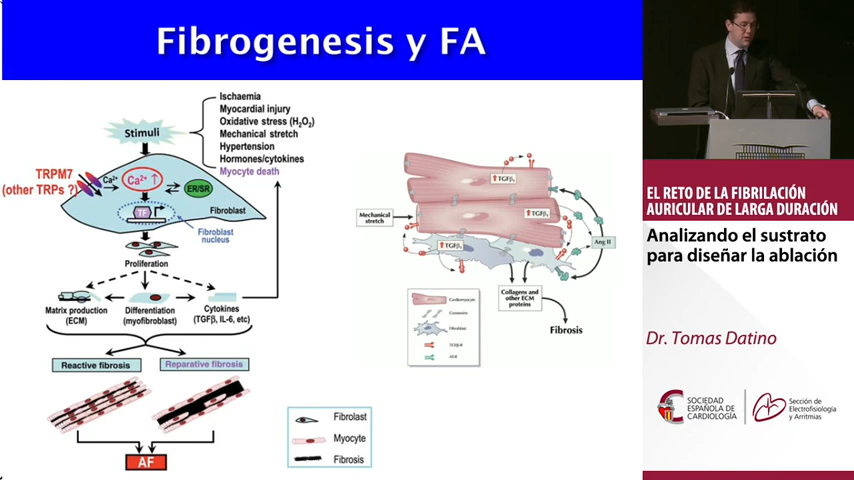 Fibrogenesis y FA
Ischaemia
Myocardial injury
Oxidative stress (H₂O₂)
Mechanical stretch
Hypertension
Hormones/cytokines
Myocyte death
Stimuli
TRPM7
(other TRPs ?)
Ca²⁺
Ca²⁺ ↑
ER/SR
TF
Fibroblast
Fibroblast
nucleus
Proliferation
Matrix production
(ECM)
Differentiation
(myofibroblast)
Cytokines
(TGFβ, IL-6, etc)
Reactive fibrosis
Reparative fibrosis
AF
Fibrolast
Myocyte
Fibrosis
Mechanical
stretch
↑TGFβ₁
↑TGFβ₁
↑TGFβ₁
Ang II
Collagens and
other ECM
proteins
Fibrosis
Cardiomyocyte
Fibroblast
EL RETO DE LA FIBRILACIÓN
AURICULAR DE LARGA DURACIÓN
Analizando el sustrato
para diseñar la ablación
Dr. Tomas Datino
SOCIEDAD
ESPAÑOLA DE
CARDIOLOGÍA
Sección de
Electrofisiología
y Arritmias